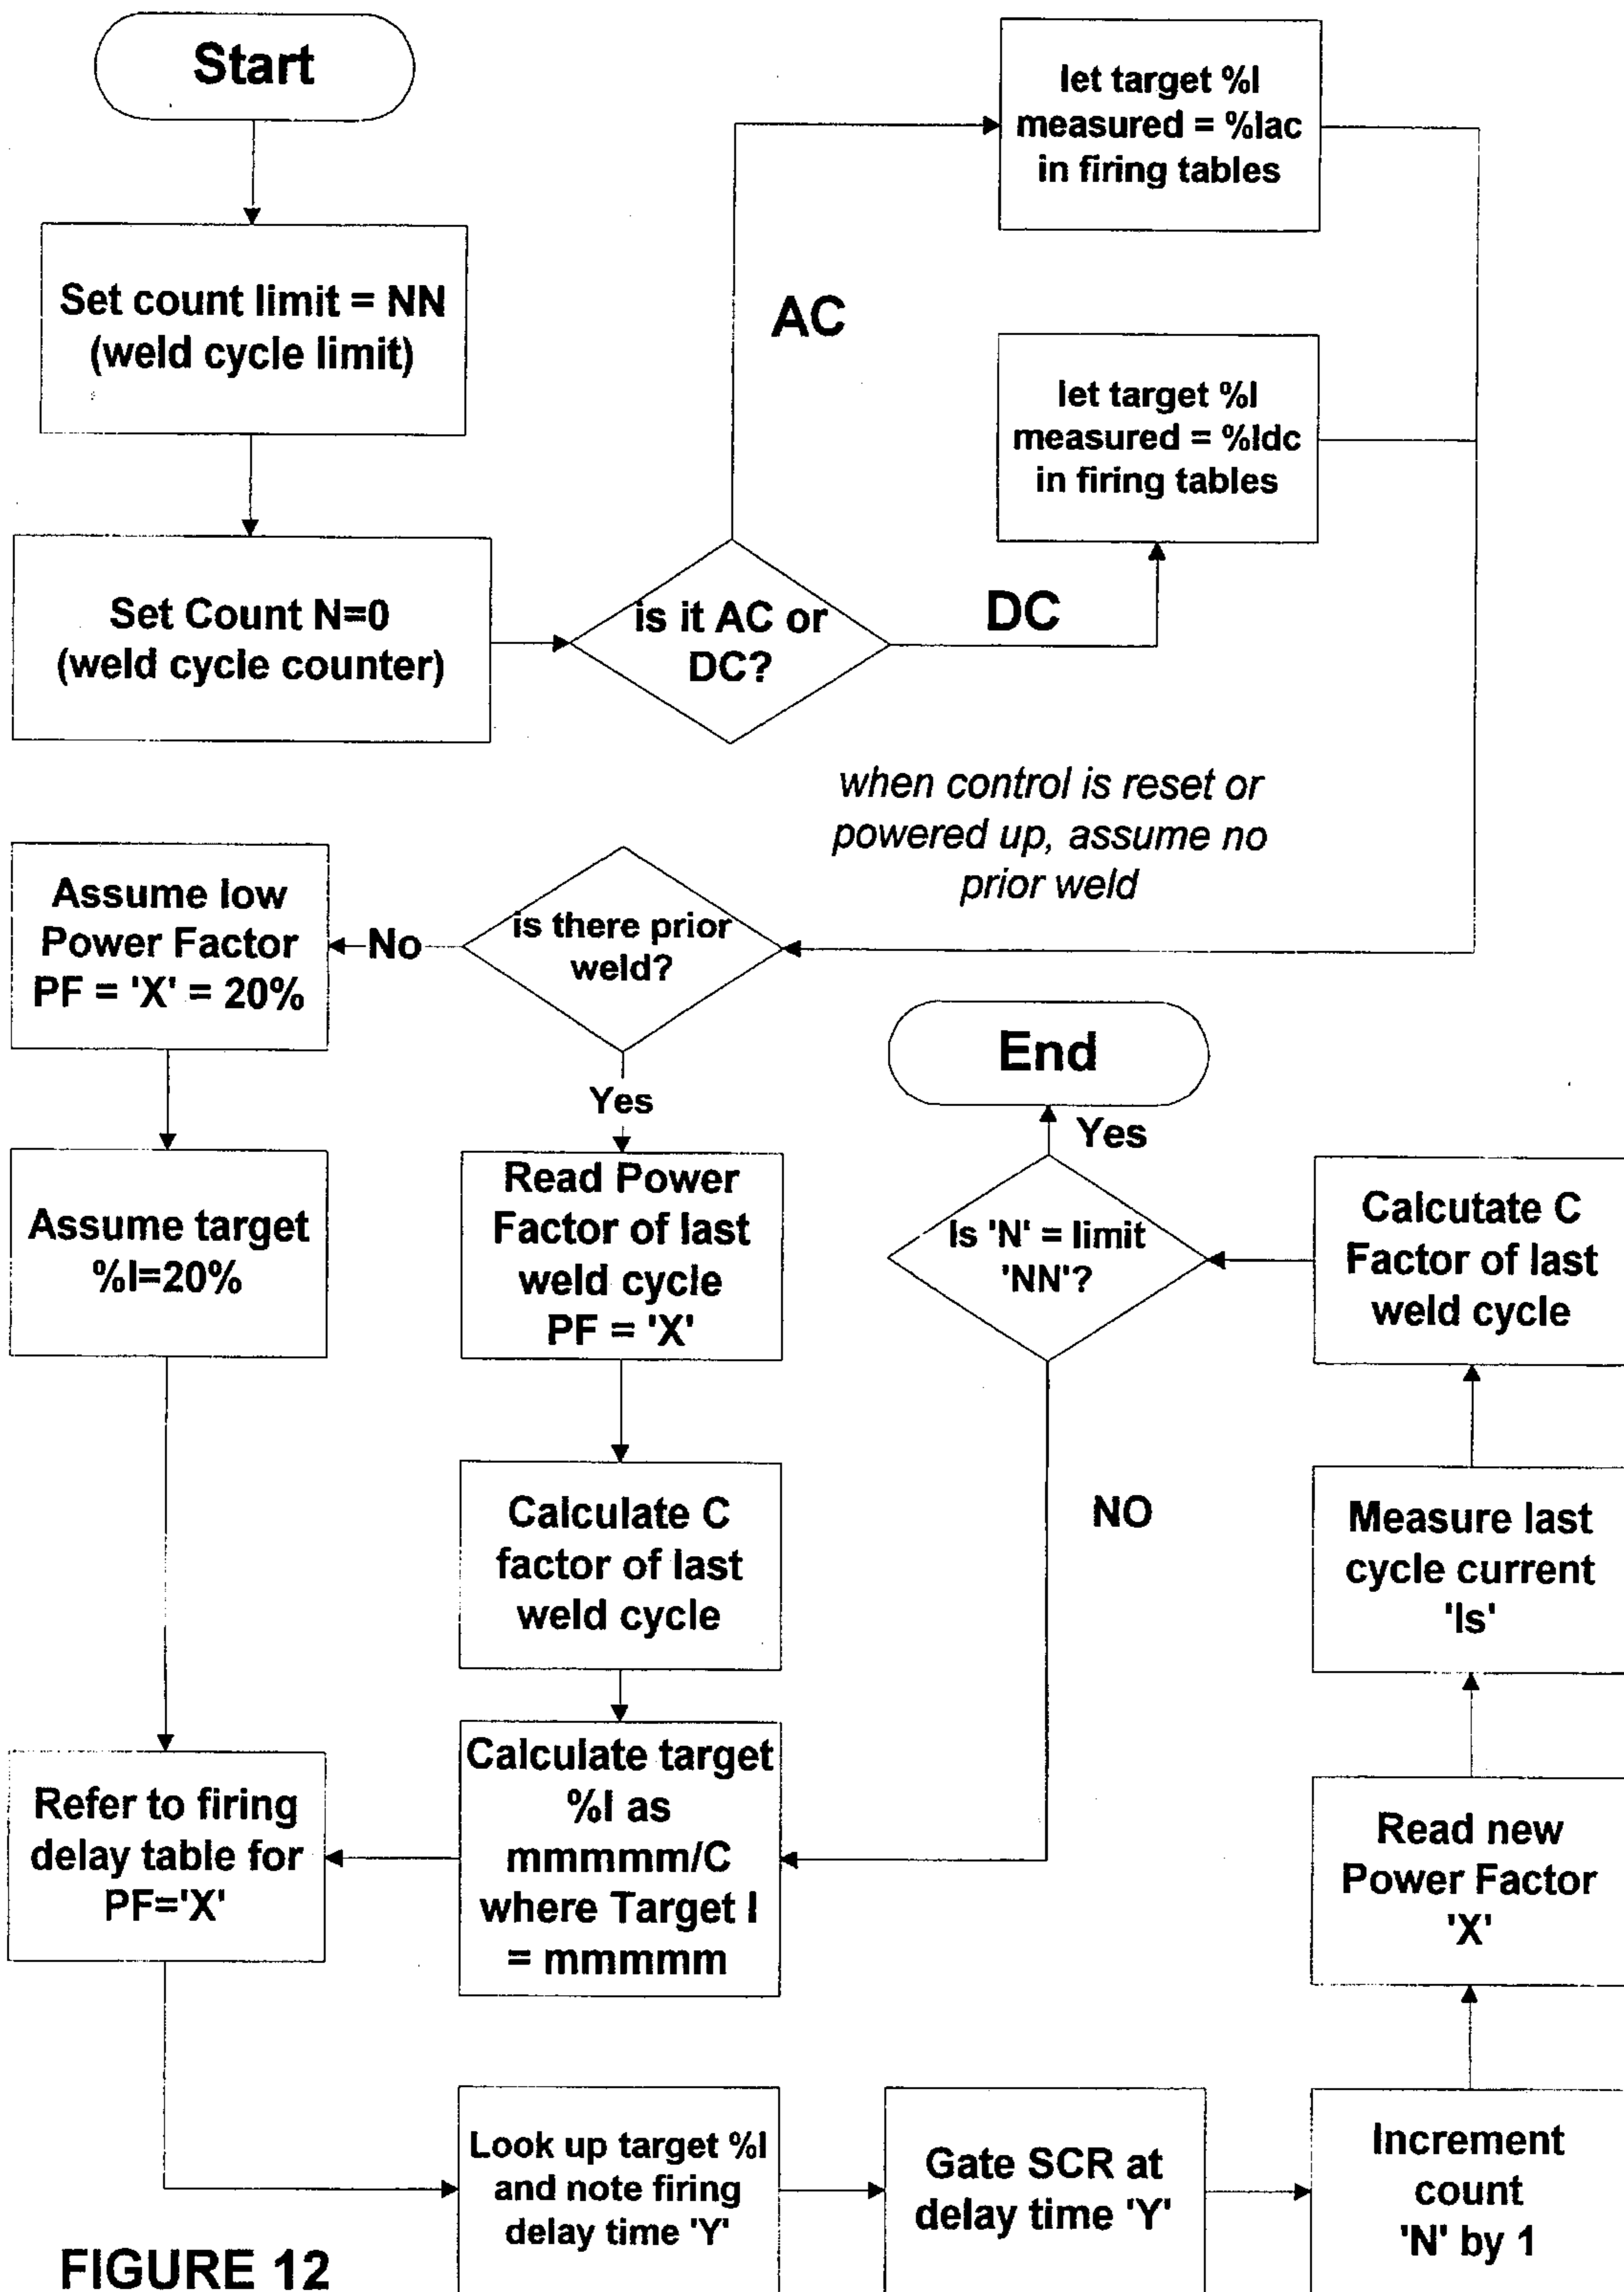 Start
Set count limit = NN
(weld cycle limit)
Set Count N=0
(weld cycle counter)
is it AC or
DC?
AC
let target %I
measured = %Iac
in firing tables
DC
let target %I
measured = %Idc
in firing tables
when control is reset or
powered up, assume no
prior weld
is there prior
weld?
No
Assume low
Power Factor
PF = 'X' = 20%
Assume target
%I=20%
Yes
Read Power
Factor of last
weld cycle
PF = 'X'
Calculate C
factor of last
weld cycle
Calculate target
%I as
mmmmm/C
where Target I
= mmmmm
Refer to firing
delay table for
PF='X'
Look up target %I
and note firing
delay time 'Y'
Gate SCR at
delay time 'Y'
Increment
count
'N' by 1
Read new
Power Factor
'X'
Measure last
cycle current
'Is'
Calcutate C
Factor of last
weld cycle
Is 'N' = limit
'NN'?
NO
Yes
End
FIGURE 12